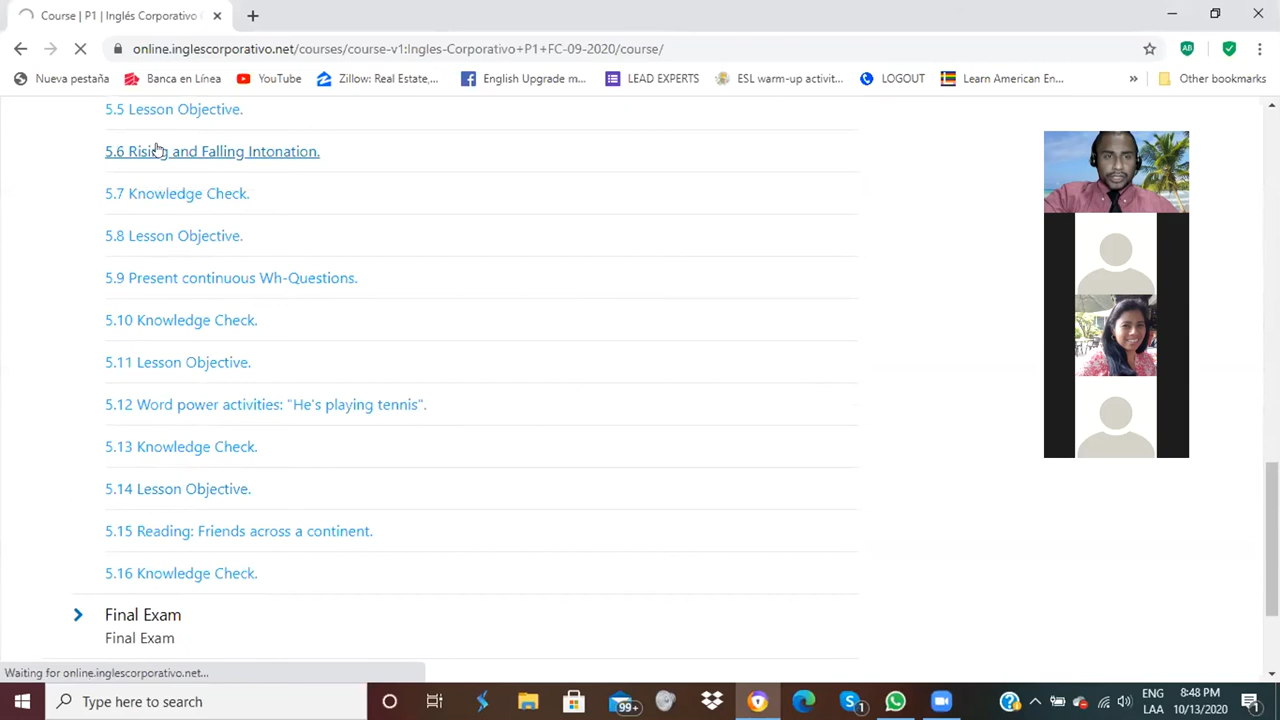 Course | P1 | Inglés Corporativo
online.inglescorporativo.net/courses/course-v1:Ingles-Corporativo+P1+FC-09-2020/course/
Nueva pestaña
Banca en Línea
YouTube
Zillow: Real Estate,...
English Upgrade m...
LEAD EXPERTS
ESL warm-up activit...
LOGOUT
Learn American En...
»
Other bookmarks
5.5 Lesson Objective.
5.6 Rising and Falling Intonation.
5.7 Knowledge Check.
5.8 Lesson Objective.
5.9 Present continuous Wh-Questions.
5.10 Knowledge Check.
5.11 Lesson Objective.
5.12 Word power activities: "He's playing tennis".
5.13 Knowledge Check.
5.14 Lesson Objective.
5.15 Reading: Friends across a continent.
5.16 Knowledge Check.
Final Exam
Final Exam
Waiting for online.inglescorporativo.net...
Type here to search
99+
1
ENG
LAA
8:48 PM
10/13/2020
1